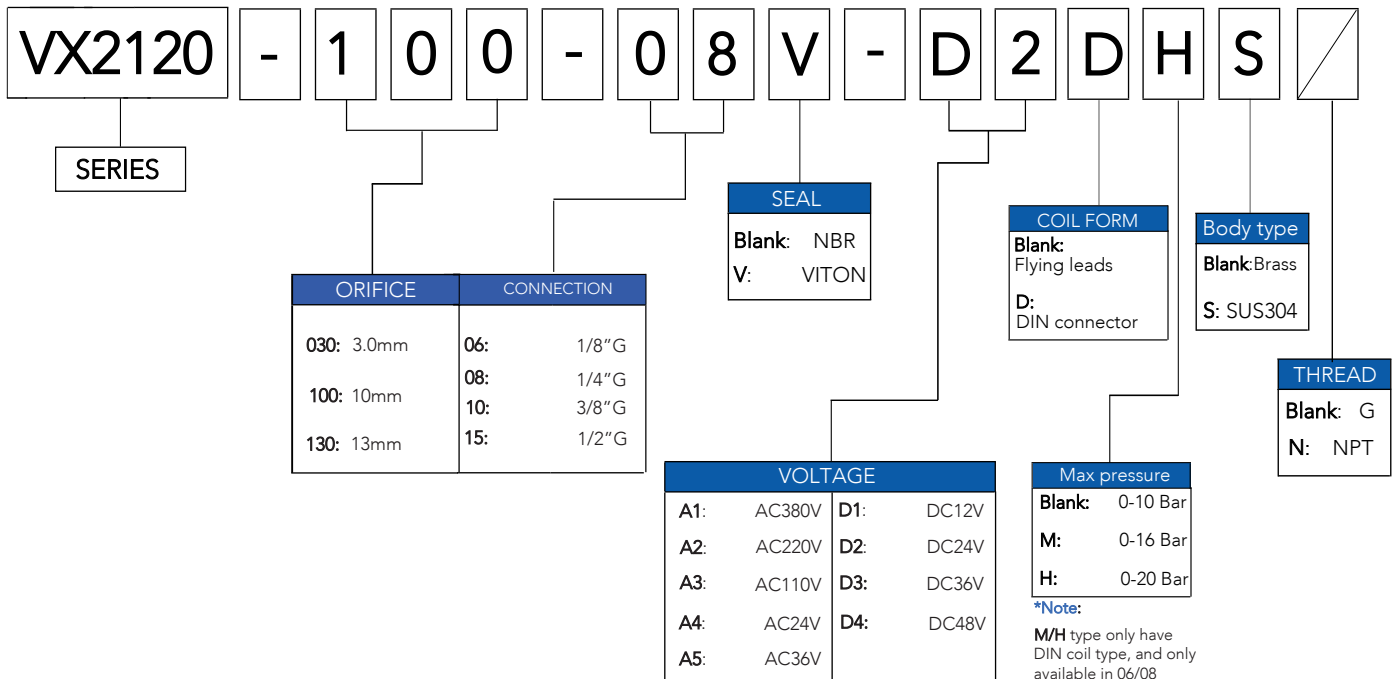 VX2120 - 1 0 0 - 0 8 V - D 2 D H S
SERIES
SEAL
Blank: NBR
V: VITON
COIL FORM
Blank:
Flying leads
D:
DIN connector
Body type
Blank:Brass
S: SUS304
ORIFICE
030: 3.0mm
100: 10mm
130: 13mm
CONNECTION
06: 1/8"G
08: 1/4"G
10: 3/8"G
15: 1/2"G
THREAD
Blank: G
N: NPT
VOLTAGE
A1: AC380V D1: DC12V
A2: AC220V D2: DC24V
A3: AC110V D3: DC36V
A4: AC24V D4: DC48V
A5: AC36V
Max pressure
Blank: 0-10 Bar
M: 0-16 Bar
H: 0-20 Bar
*Note:
M/H type only have
DIN coil type, and only
available in 06/08